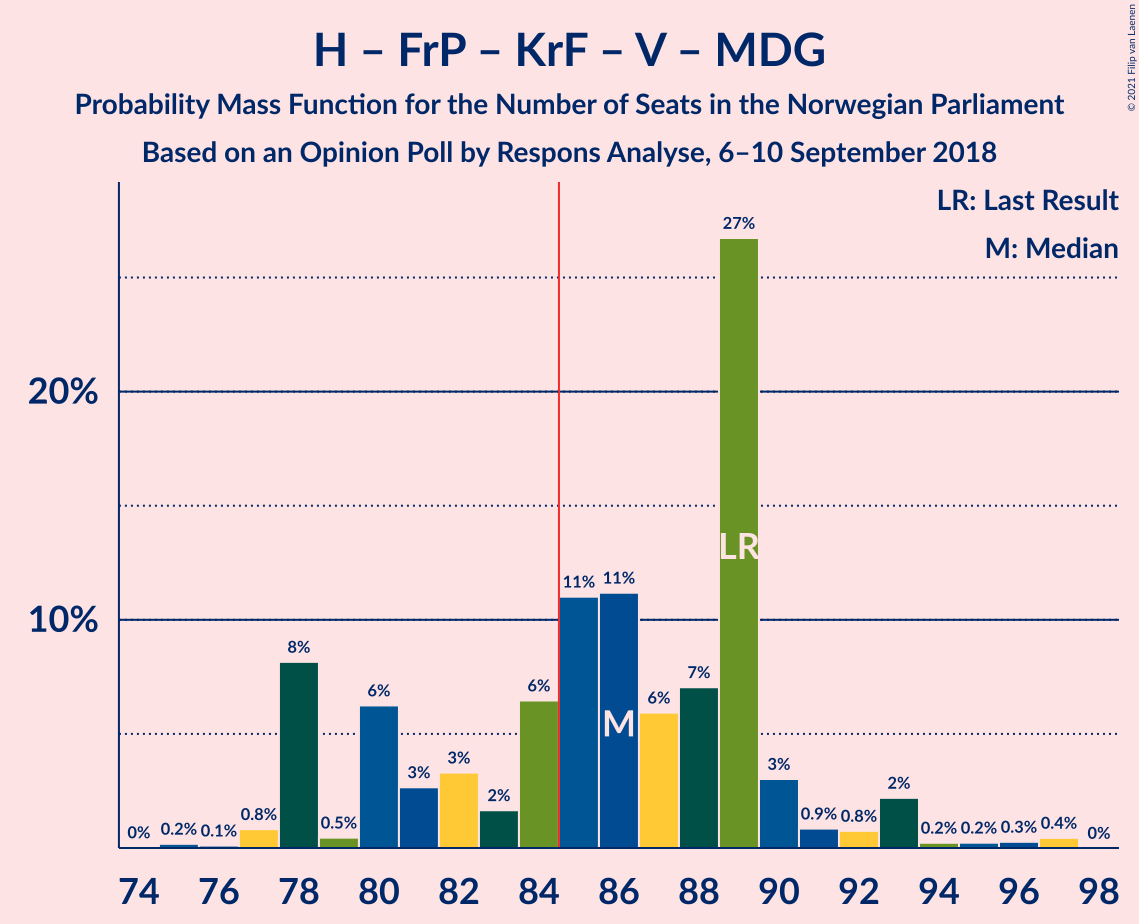 H – FrP – KrF – V – MDG
Probability Mass Function for the Number of Seats in the Norwegian Parliament
Based on an Opinion Poll by Respons Analyse, 6–10 September 2018
© 2021 Filip van Laenen
LR: Last Result
M: Median
27%
20%
LR
11% 11%
10%
8%
7%
6% 6% 6%
M
3% 3% 3%
2% 2%
0% 0.2% 0.1% 0.8% 0.5% 0.9% 0.8% 0.2% 0.2% 0.3% 0.4% 0%
74 76 78 80 82 84 86 88 90 92 94 96 98